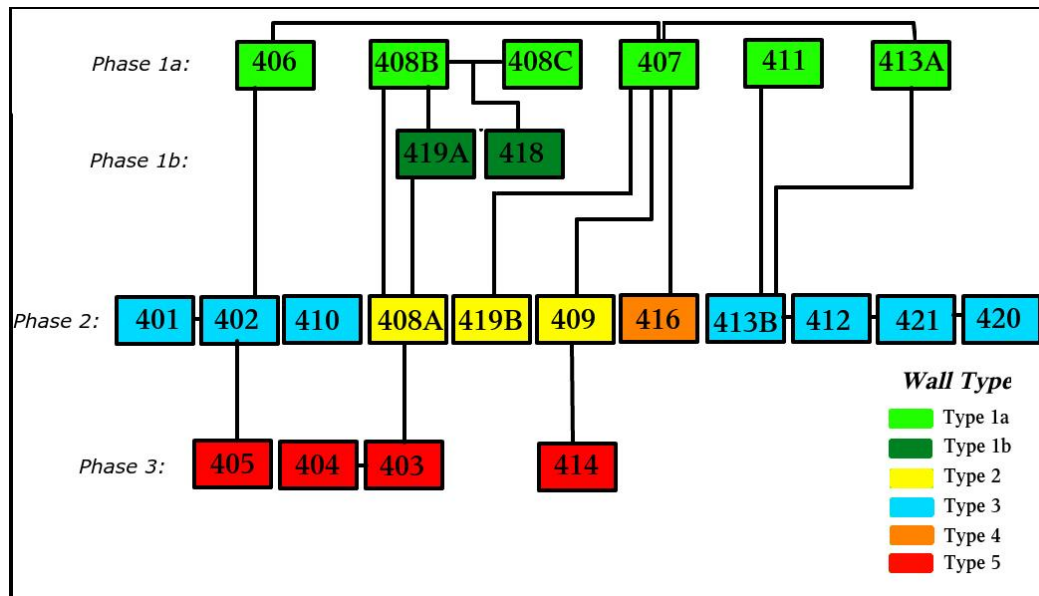 Phase 1a: 406 408B 408C 407 411 413A
Phase 1b: 419A 418
Phase 2: 401 402 410 408A 419B 409 416 413B 412 421 420
Phase 3: 405 404 403 414
Wall Type
Type 1a
Type 1b
Type 2
Type 3
Type 4
Type 5